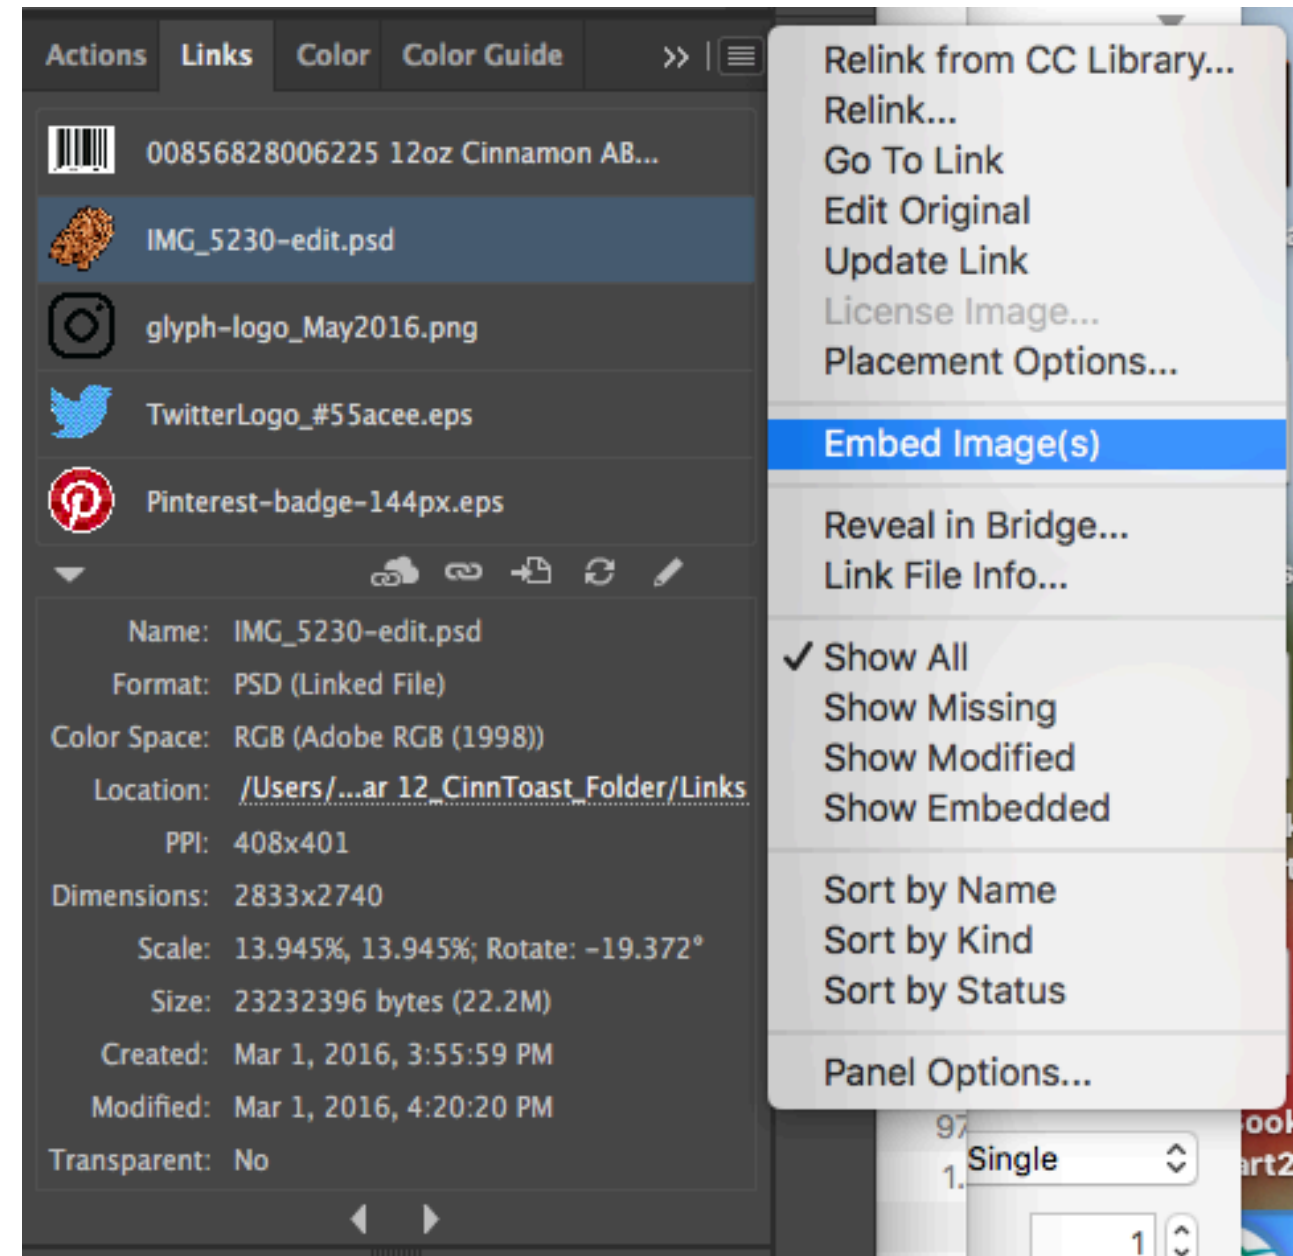 Actions Links Color Color Guide
00856828006225 12oz Cinnamon AB...
IMG_5230-edit.psd
glyph-logo_May2016.png
TwitterLogo_#55acee.eps
Pinterest-badge-144px.eps
Name: IMG_5230-edit.psd
Format: PSD (Linked File)
Color Space: RGB (Adobe RGB (1998))
Location: /Users/...ar 12_CinnToast_Folder/Links
PPI: 408x401
Dimensions: 2833x2740
Scale: 13.945%, 13.945%; Rotate: -19.372°
Size: 23232396 bytes (22.2M)
Created: Mar 1, 2016, 3:55:59 PM
Modified: Mar 1, 2016, 4:20:20 PM
Transparent: No
Relink from CC Library...
Relink...
Go To Link
Edit Original
Update Link
License Image...
Placement Options...
Embed Image(s)
Reveal in Bridge...
Link File Info...
Show All
Show Missing
Show Modified
Show Embedded
Sort by Name
Sort by Kind
Sort by Status
Panel Options...
97
1.
Single
1
ook
art2